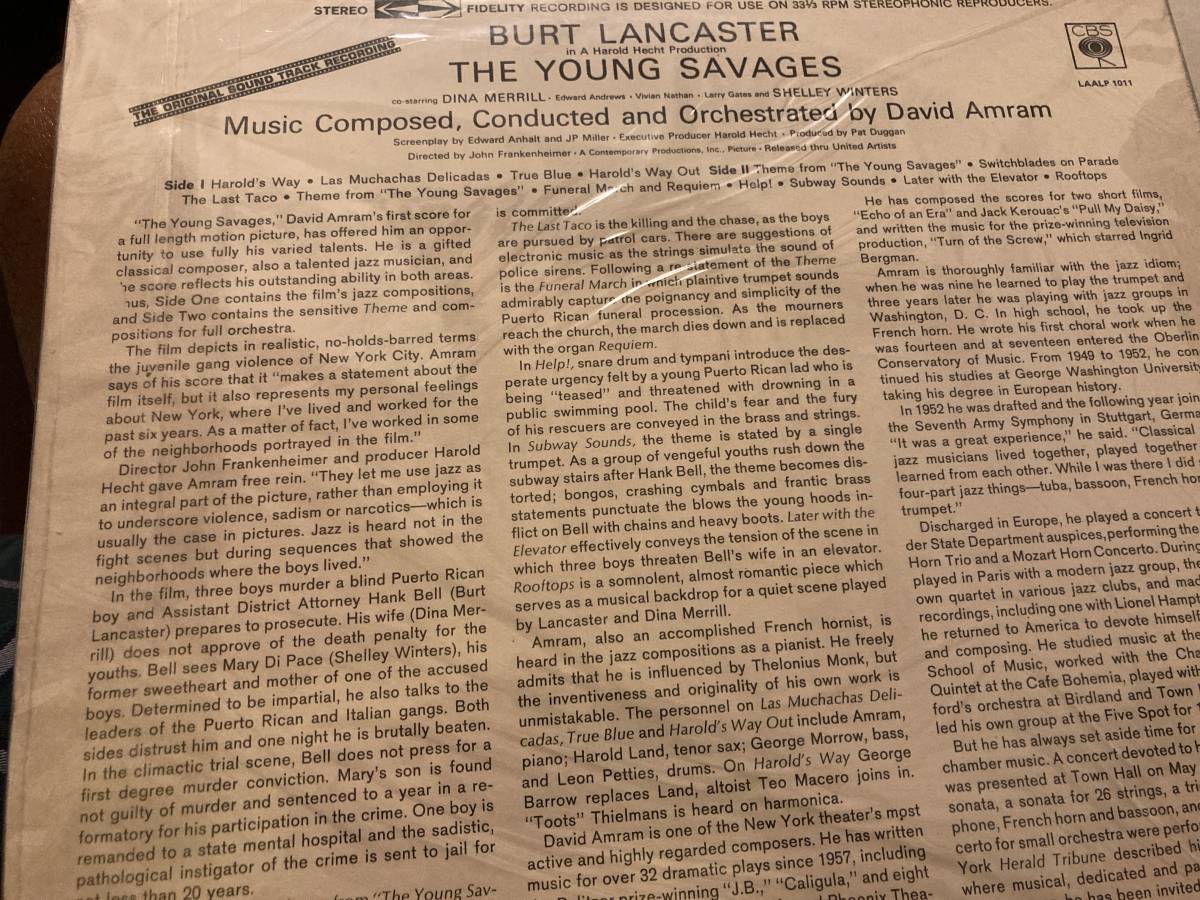 STEREO FIDELITY RECORDING IS DESIGNED FOR USE ON 33⅓ RPM STEREOPHONIC REPRODUCERS.
THE ORIGINAL SOUND TRACK RECORDING
BURT LANCASTER
in A Harold Hecht Production
THE YOUNG SAVAGES
CBS
LAALP 1011
co-starring DINA MERRILL • Edward Andrews • Vivian Nathan • Larry Gates and SHELLEY WINTERS
Music Composed, Conducted and Orchestrated by David Amram
Screenplay by Edward Anhalt and JP Miller • Executive Producer Harold Hecht • Produced by Pat Duggan
Directed by John Frankenheimer • A Contemporary Productions, Inc., Picture • Released thru United Artists
Side I Harold's Way • Las Muchachas Delicadas • True Blue • Harold's Way Out Side II Theme from "The Young Savages" • Switchblades on Parade
The Last Taco • Theme from "The Young Savages" • Funeral March and Requiem • Help! • Subway Sounds • Later with the Elevator • Rooftops
"The Young Savages," David Amram's first score for
a full length motion picture, has offered him an oppor-
tunity to use fully his varied talents. He is a gifted
classical composer, also a talented jazz musician, and
he score reflects his outstanding ability in both areas.
hus, Side One contains the film's jazz compositions,
and Side Two contains the sensitive Theme and com-
positions for full orchestra.
The film depicts in realistic, no-holds-barred terms
the juvenile gang violence of New York City. Amram
says of his score that it "makes a statement about the
film itself, but it also represents my personal feelings
about New York, where I've lived and worked for the
past six years. As a matter of fact, I've worked in some
of the neighborhoods portrayed in the film."
Director John Frankenheimer and producer Harold
Hecht gave Amram free rein. "They let me use jazz as
an integral part of the picture, rather than employing it
to underscore violence, sadism or narcotics—which is
usually the case in pictures. Jazz is heard not in the
fight scenes but during sequences that showed the
neighborhoods where the boys lived."
In the film, three boys murder a blind Puerto Rican
boy and Assistant District Attorney Hank Bell (Burt
Lancaster) prepares to prosecute. His wife (Dina Mer-
rill) does not approve of the death penalty for the
youths. Bell sees Mary Di Pace (Shelley Winters), his
former sweetheart and mother of one of the accused
boys. Determined to be impartial, he also talks to the
leaders of the Puerto Rican and Italian gangs. Both
sides distrust him and one night he is brutally beaten.
In the climactic trial scene, Bell does not press for a
first degree murder conviction. Mary's son is found
not guilty of murder and sentenced to a year in a re-
formatory for his participation in the crime. One boy is
remanded to a state mental hospital and the sadistic,
pathological instigator of the crime is sent to jail for
not less than 20 years.
from "The Young Sav-
is committed.
The Last Taco is the killing and the chase, as the boys
are pursued by patrol cars. There are suggestions of
electronic music as the strings simulate the sound of
police sirens. Following a re-statement of the Theme
is the Funeral March in which plaintive trumpet sounds
admirably capture the poignancy and simplicity of the
Puerto Rican funeral procession. As the mourners
reach the church, the march dies down and is replaced
with the organ Requiem.
In Help!, snare drum and tympani introduce the des-
perate urgency felt by a young Puerto Rican lad who is
being "teased" and threatened with drowning in a
public swimming pool. The child's fear and the fury
of his rescuers are conveyed in the brass and strings.
In Subway Sounds, the theme is stated by a single
trumpet. As a group of vengeful youths rush down the
subway stairs after Hank Bell, the theme becomes dis-
torted; bongos, crashing cymbals and frantic brass
statements punctuate the blows the young hoods in-
flict on Bell with chains and heavy boots. Later with the
Elevator effectively conveys the tension of the scene in
which three boys threaten Bell's wife in an elevator.
Rooftops is a somnolent, almost romantic piece which
serves as a musical backdrop for a quiet scene played
by Lancaster and Dina Merrill.
Amram, also an accomplished French hornist, is
heard in the jazz compositions as a pianist. He freely
admits that he is influenced by Thelonius Monk, but
the inventiveness and originality of his own work is
unmistakable. The personnel on Las Muchachas Deli-
cadas, True Blue and Harold's Way Out include Amram,
piano; Harold Land, tenor sax; George Morrow, bass,
and Leon Petties, drums. On Harold's Way George
Barrow replaces Land, altoist Teo Macero joins in.
"Toots" Thielmans is heard on harmonica.
David Amram is one of the New York theater's most
active and highly regarded composers. He has written
music for over 32 dramatic plays since 1957, including
prize-winning "J.B.," "Caligula," and eight
Phoenix Thea-
He has composed the scores for two short films,
"Echo of an Era" and Jack Kerouac's "Pull My Daisy,"
and written the music for the prize-winning television
production, "Turn of the Screw," which starred Ingrid
Bergman.
Amram is thoroughly familiar with the jazz idiom;
when he was nine he learned to play the trumpet and
three years later he was playing with jazz groups in
Washington, D. C. In high school, he took up the
French horn. He wrote his first choral work when he
was fourteen and at seventeen entered the Oberlin
Conservatory of Music. From 1949 to 1952, he con
tinued his studies at George Washington University
taking his degree in European history.
In 1952 he was drafted and the following year join
the Seventh Army Symphony in Stuttgart, Germa
"It was a great experience," he said. "Classical
jazz musicians lived together, played together
learned from each other. While I was there I did
four-part jazz things—tuba, bassoon, French hor
trumpet."
Discharged in Europe, he played a concert t
der State Department auspices, performing the
Horn Trio and a Mozart Horn Concerto. During
played in Paris with a modern jazz group, the
own quartet in various jazz clubs, and mad
recordings, including one with Lionel Hampt
he returned to America to devote himself
and composing. He studied music at the
School of Music, worked with the Cha
Quintet at the Cafe Bohemia, played with
ford's orchestra at Birdland and Town
led his own group at the Five Spot for 1
But he has always set aside time for
chamber music. A concert devoted to h
was presented at Town Hall on May
sonata, a sonata for 26 strings, a tri
phone, French horn and bassoon, and
certo for small orchestra were perfo
York Herald Tribune described hi
where musical, dedicated and pa
he has been invited